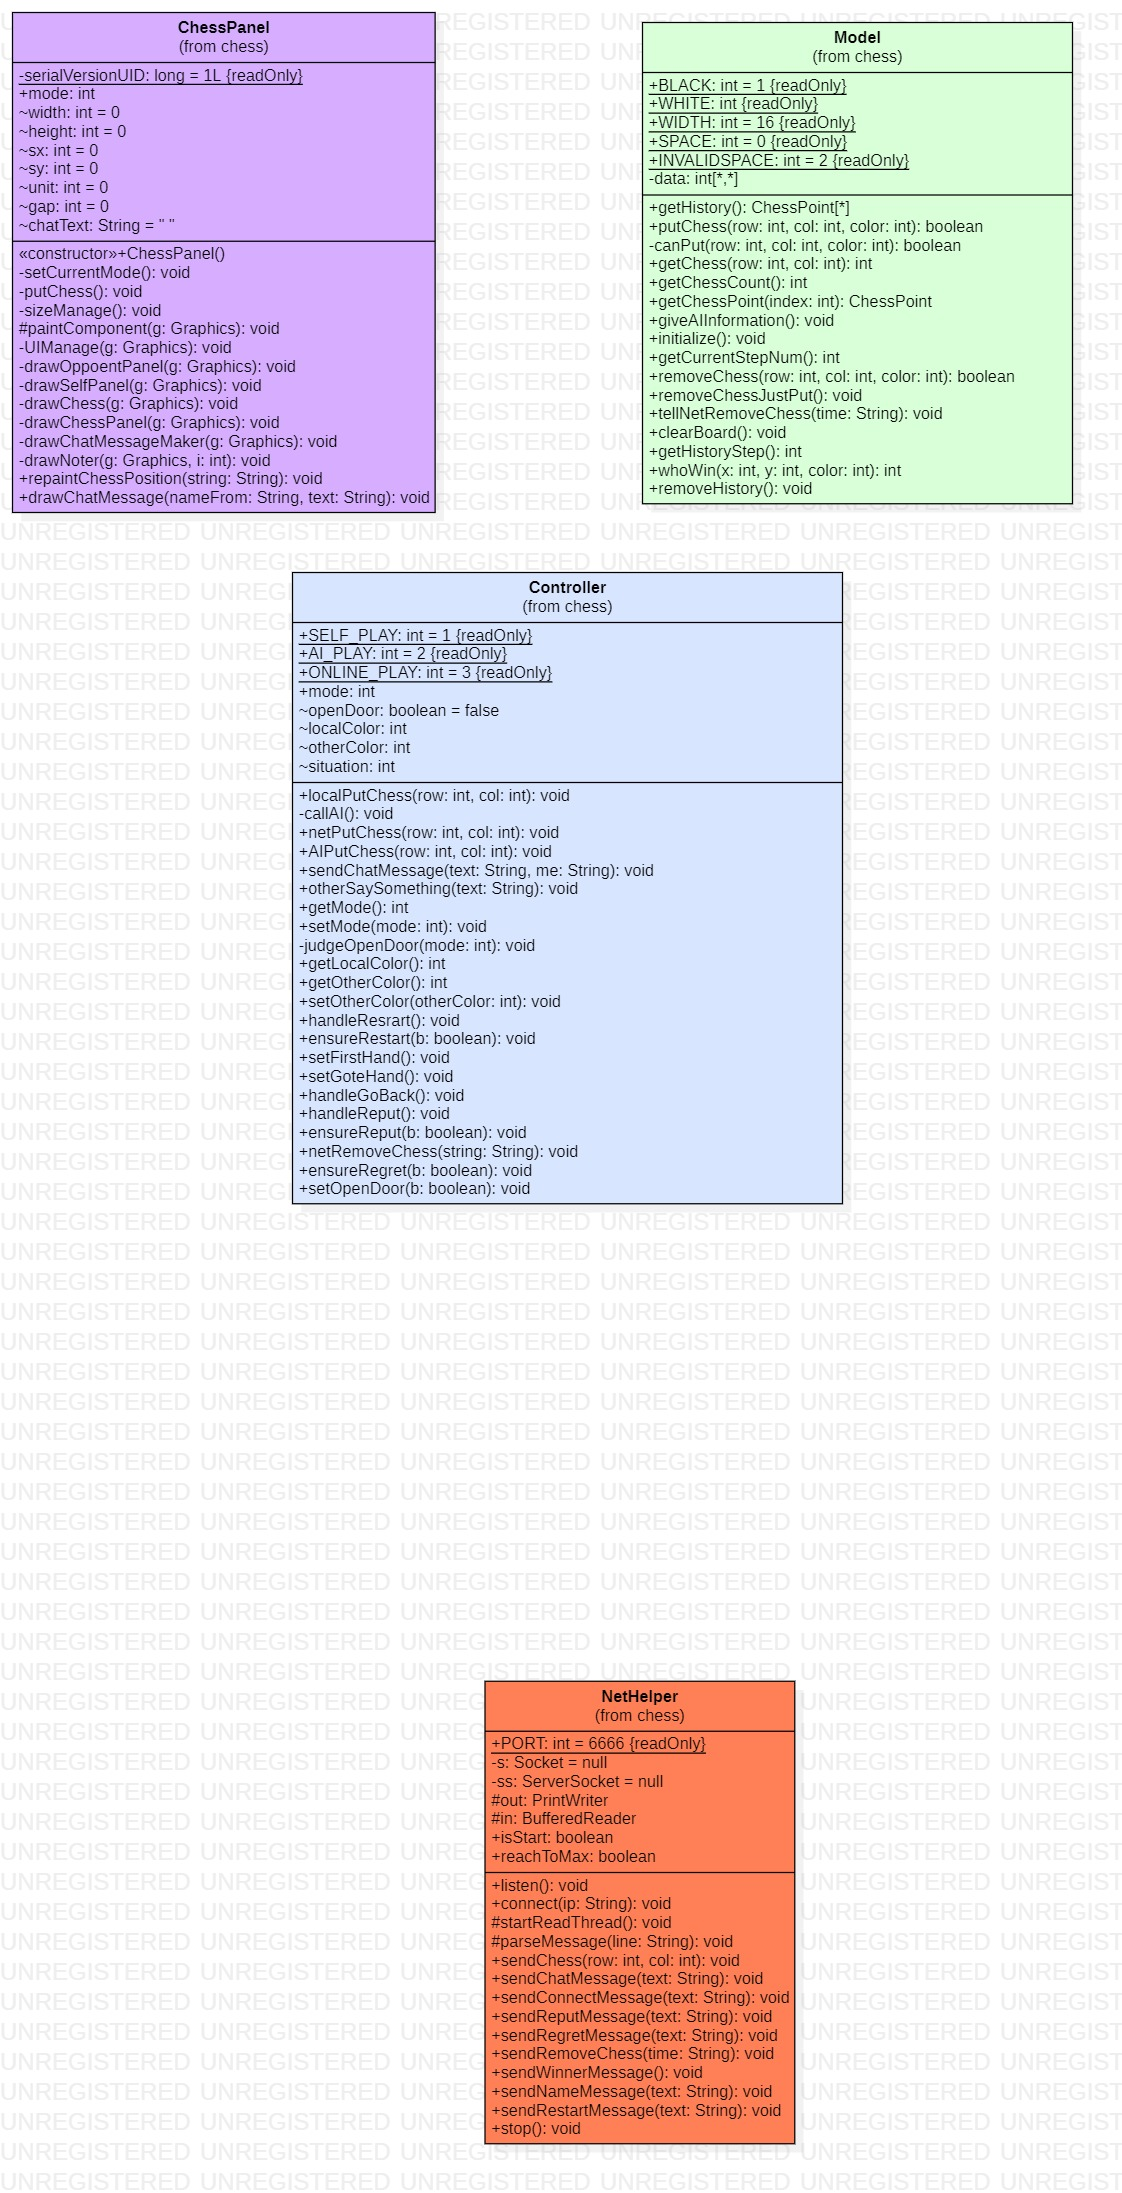 ChessPanel
(from chess)
-serialVersionUID: long = 1L {readOnly}
+mode: int
~width: int = 0
~height: int = 0
~sx: int = 0
~sy: int = 0
~unit: int = 0
~gap: int = 0
~chatText: String = " "
«constructor»+ChessPanel()
-setCurrentMode(): void
-putChess(): void
-sizeManage(): void
#paintComponent(g: Graphics): void
-UIManage(g: Graphics): void
-drawOppoentPanel(g: Graphics): void
-drawSelfPanel(g: Graphics): void
-drawChess(g: Graphics): void
-drawChessPanel(g: Graphics): void
-drawChatMessageMaker(g: Graphics): void
-drawNoter(g: Graphics, i: int): void
+repaintChessPosition(string: String): void
+drawChatMessage(nameFrom: String, text: String): void
Model
(from chess)
+BLACK: int = 1 {readOnly}
+WHITE: int {readOnly}
+WIDTH: int = 16 {readOnly}
+SPACE: int = 0 {readOnly}
+INVALIDSPACE: int = 2 {readOnly}
-data: int[*,*]
+getHistory(): ChessPoint[*]
+putChess(row: int, col: int, color: int): boolean
-canPut(row: int, col: int, color: int): boolean
+getChess(row: int, col: int): int
+getChessCount(): int
+getChessPoint(index: int): ChessPoint
+giveAIInformation(): void
+initialize(): void
+getCurrentStepNum(): int
+removeChess(row: int, col: int, color: int): boolean
+removeChessJustPut(): void
+tellNetRemoveChess(time: String): void
+clearBoard(): void
+getHistoryStep(): int
+whoWin(x: int, y: int, color: int): int
+removeHistory(): void
Controller
(from chess)
+SELF_PLAY: int = 1 {readOnly}
+AI_PLAY: int = 2 {readOnly}
+ONLINE_PLAY: int = 3 {readOnly}
+mode: int
~openDoor: boolean = false
~localColor: int
~otherColor: int
~situation: int
+localPutChess(row: int, col: int): void
-callAI(): void
+netPutChess(row: int, col: int): void
+AIPutChess(row: int, col: int): void
+sendChatMessage(text: String, me: String): void
+otherSaySomething(text: String): void
+getMode(): int
+setMode(mode: int): void
-judgeOpenDoor(mode: int): void
+getLocalColor(): int
+getOtherColor(): int
+setOtherColor(otherColor: int): void
+handleResrart(): void
+ensureRestart(b: boolean): void
+setFirstHand(): void
+setGoteHand(): void
+handleGoBack(): void
+handleReput(): void
+ensureReput(b: boolean): void
+netRemoveChess(string: String): void
+ensureRegret(b: boolean): void
+setOpenDoor(b: boolean): void
NetHelper
(from chess)
+PORT: int = 6666 {readOnly}
-s: Socket = null
-ss: ServerSocket = null
#out: PrintWriter
#in: BufferedReader
+isStart: boolean
+reachToMax: boolean
+listen(): void
+connect(ip: String): void
#startReadThread(): void
#parseMessage(line: String): void
+sendChess(row: int, col: int): void
+sendChatMessage(text: String): void
+sendConnectMessage(text: String): void
+sendReputMessage(text: String): void
+sendRegretMessage(text: String): void
+sendRemoveChess(time: String): void
+sendWinnerMessage(): void
+sendNameMessage(text: String): void
+sendRestartMessage(text: String): void
+stop(): void